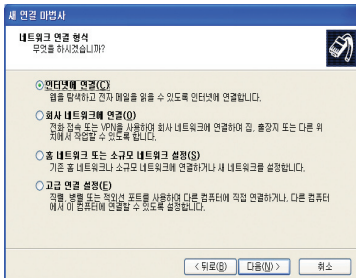 새 연결 마법사
네트워크 연결 형식
무엇을 하시겠습니까?
인터넷에 연결(C)
웹을 탐색하고 전자 메일을 읽을 수 있도록 인터넷에 연결합니다.
회사 네트워크에 연결(O)
전화 접속 또는 VPN을 사용하여 회사 네트워크에 연결하여 집, 출장지 또는 다른 위
치에서 작업할 수 있도록 합니다.
홈 네트워크 또는 소규모 네트워크 설정(S)
기존 홈 네트워크나 소규모 네트워크에 연결하거나 새 네트워크를 설정합니다.
고급 연결 설정(E)
직렬, 병렬 또는 적외선 포트를 사용하여 다른 컴퓨터에 직접 연결하거나, 다른 컴퓨터
에서 이 컴퓨터에 연결할 수 있도록 설정합니다.
< 뒤로(B) 다음(N) > 취소